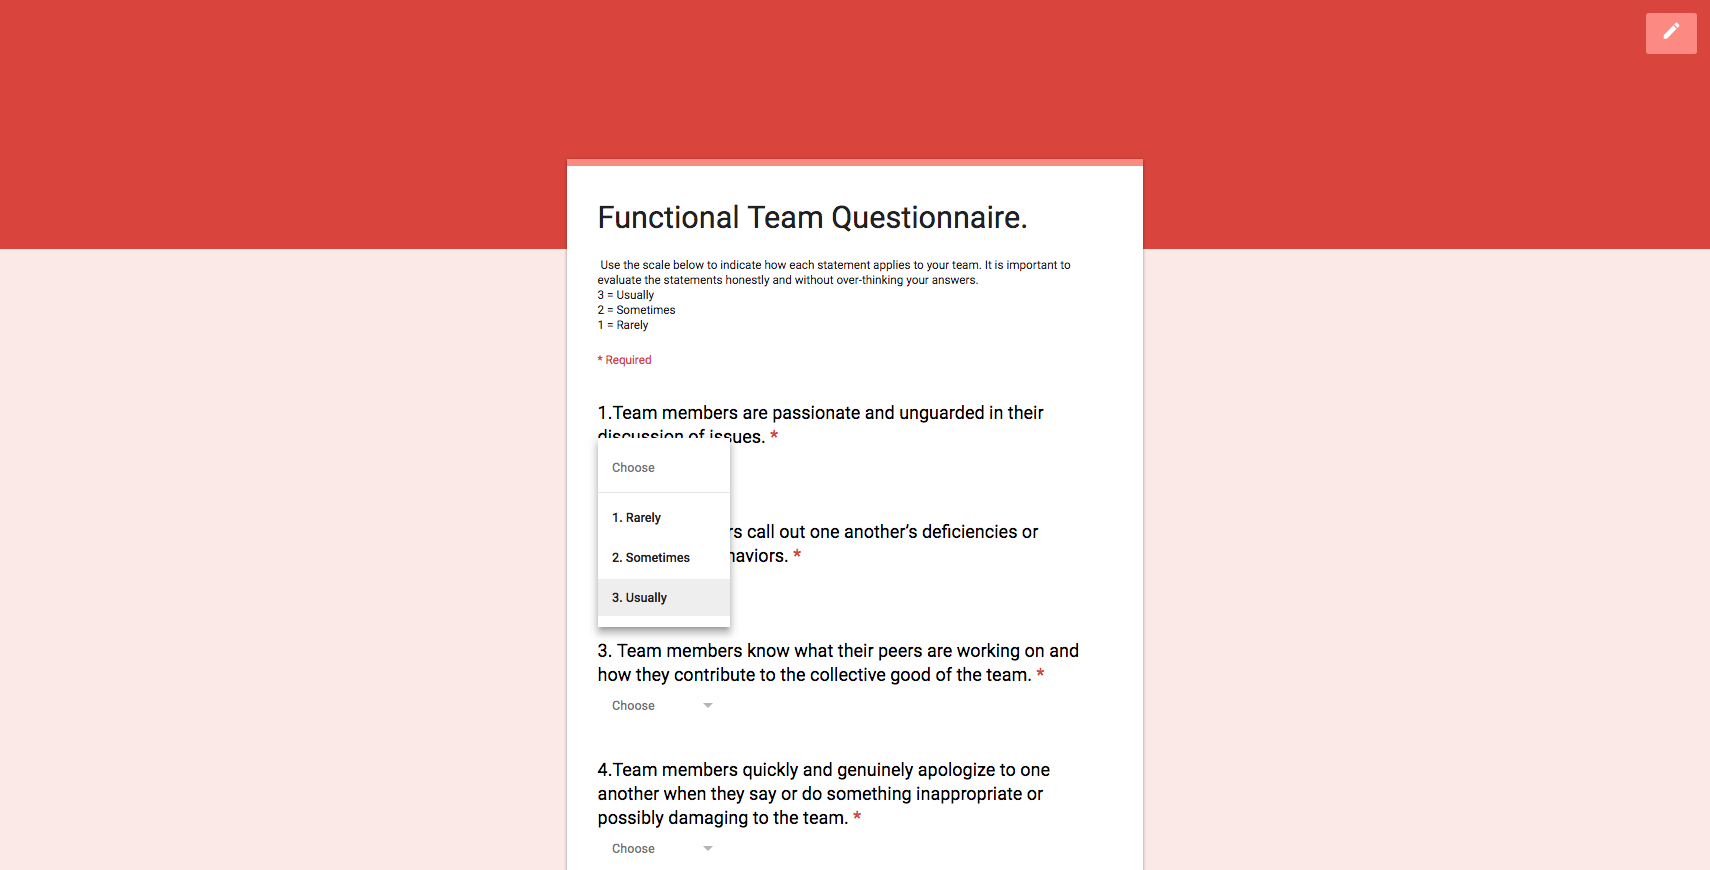 Functional Team Questionnaire.
Use the scale below to indicate how each statement applies to your team. It is important to
evaluate the statements honestly and without over-thinking your answers.
3 = Usually
2 = Sometimes
1 = Rarely
* Required
1.Team members are passionate and unguarded in their
discussion of issues. *
Choose
1. Rarely
2. Sometimes
3. Usually
call out one another’s deficiencies or
*
3. Team members know what their peers are working on and
how they contribute to the collective good of the team. *
Choose
4.Team members quickly and genuinely apologize to one
another when they say or do something inappropriate or
possibly damaging to the team. *
Choose